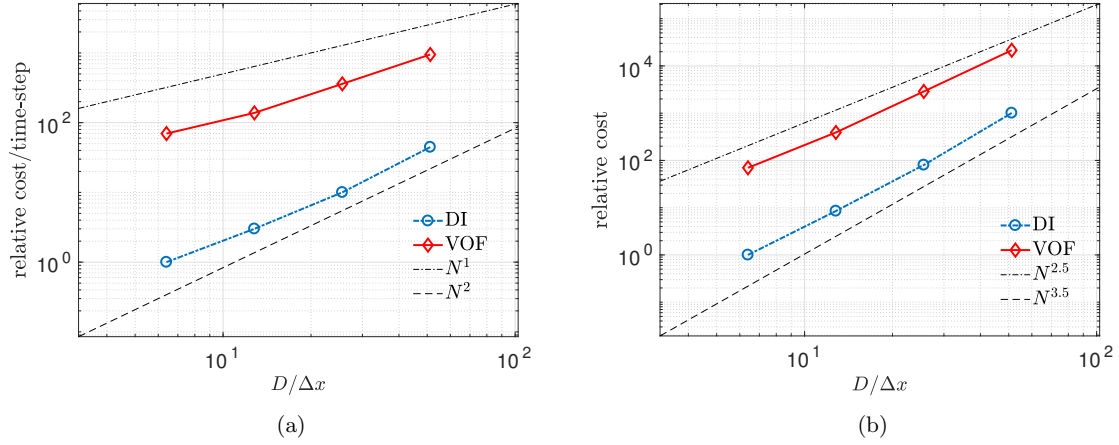 relative cost/time-step
10^2
10^0
10^1
10^2
D/Δx
DI
VOF
N^1
N^2
(a)
relative cost
10^4
10^2
10^0
10^1
10^2
D/Δx
DI
VOF
N^2.5
N^3.5
(b)